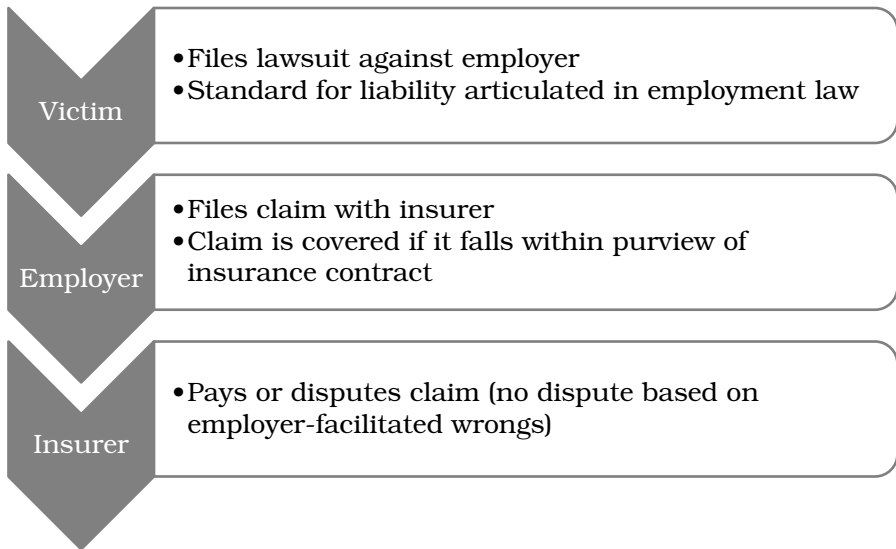 Victim
•Files lawsuit against employer
•Standard for liability articulated in employment law
Employer
•Files claim with insurer
•Claim is covered if it falls within purview of
insurance contract
Insurer
•Pays or disputes claim (no dispute based on
employer-facilitated wrongs)